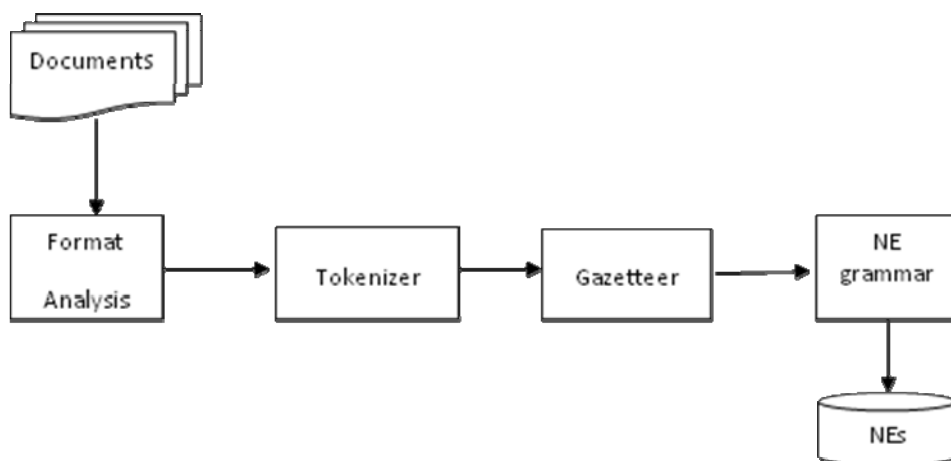 Documents
Format
Analysis
Tokenizer
Gazetteer
NE
grammar
NEs